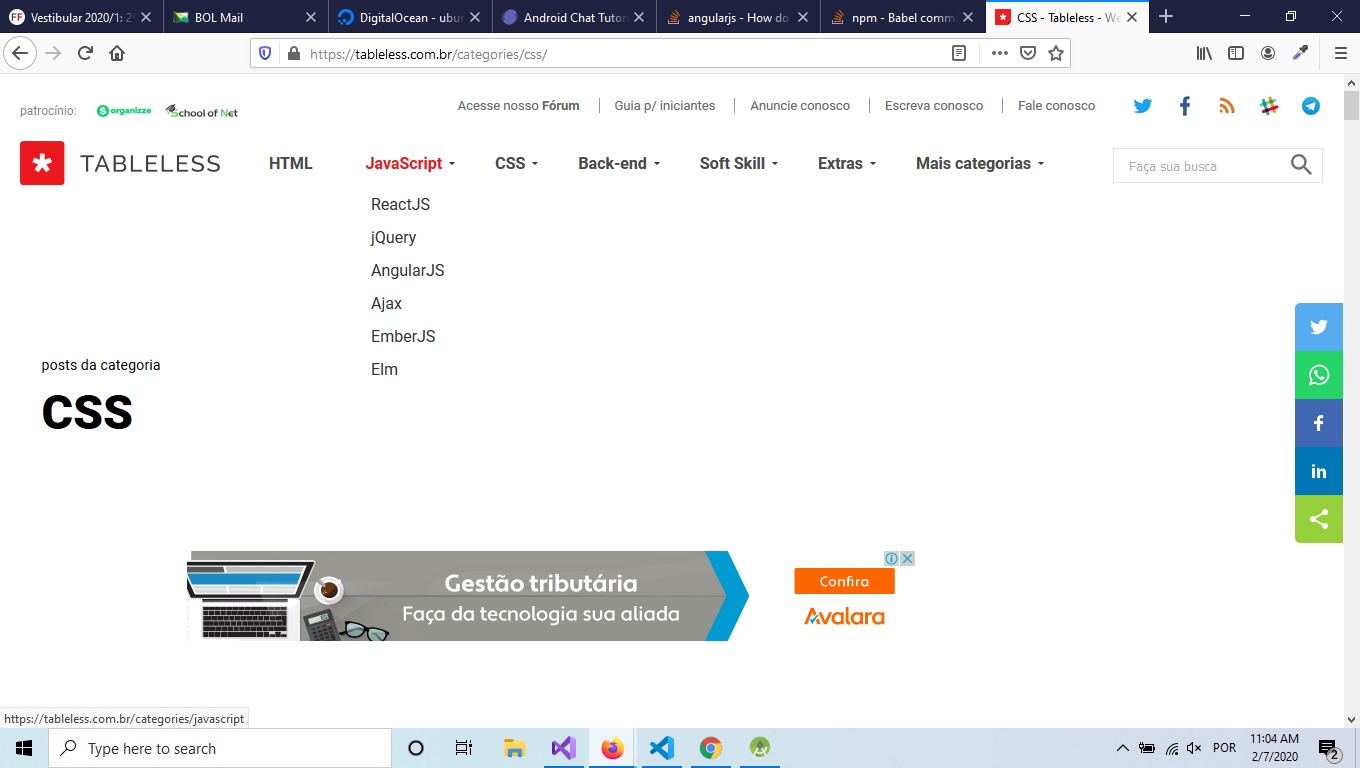 Vestibular 2020/1: 2
BOL Mail
DigitalOcean - ubu
Android Chat Tutor
angularjs - How do
npm - Babel comm
CSS - Tableless - We
https://tableless.com.br/categories/css/
patrocínio:
organizze
School of Net
Acesse nosso Fórum
Guia p/ iniciantes
Anuncie conosco
Escreva conosco
Fale conosco
TABLELESS
HTML
JavaScript
CSS
Back-end
Soft Skill
Extras
Mais categorias
Faça sua busca
ReactJS
jQuery
AngularJS
Ajax
EmberJS
Elm
posts da categoria
CSS
Gestão tributária
Faça da tecnologia sua aliada
Confira
Avalara
https://tableless.com.br/categories/javascript
Type here to search
POR
11:04 AM
2/7/2020
2